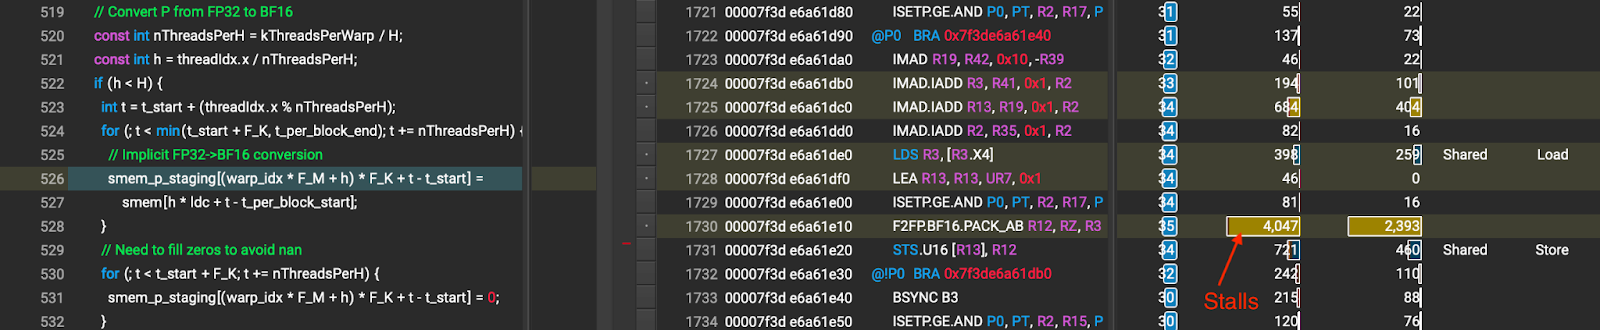 519 // Convert P from FP32 to BF16
520 const int nThreadsPerH = kThreadsPerWarp / H;
521 const int h = threadIdx.x / nThreadsPerH;
522 if (h < H) {
523 int t = t_start + (threadIdx.x % nThreadsPerH);
524 for (; t < min(t_start + F_K, t_per_block_end); t += nThreadsPerH) {
525 // Implicit FP32->BF16 conversion
526 smem_p_staging[(warp_idx * F_M + h) * F_K + t - t_start] =
527 smem[h * ldc + t - t_per_block_start];
528 }
529 // Need to fill zeros to avoid nan
530 for (; t < t_start + F_K; t += nThreadsPerH) {
531 smem_p_staging[(warp_idx * F_M + h) * F_K + t - t_start] = 0;
532 }
1721 00007f3d e6a61d80 ISETP.GE.AND P0, PT, R2, R17, P 31 55 22
1722 00007f3d e6a61d90 @P0 BRA 0x7f3de6a61e40 31 137 73
1723 00007f3d e6a61da0 IMAD R19, R42, 0x10, -R39 32 46 22
1724 00007f3d e6a61db0 IMAD.IADD R3, R41, 0x1, R2 33 194 101
1725 00007f3d e6a61dc0 IMAD.IADD R13, R19, 0x1, R2 34 684 404
1726 00007f3d e6a61dd0 IMAD.IADD R2, R35, 0x1, R2 34 82 16
1727 00007f3d e6a61de0 LDS R3, [R3.X4] 34 398 259 Shared Load
1728 00007f3d e6a61df0 LEA R13, R13, UR7, 0x1 34 46 0
1729 00007f3d e6a61e00 ISETP.GE.AND P0, PT, R2, R17, P 34 81 16
1730 00007f3d e6a61e10 F2FP.BF16.PACK_AB R12, RZ, R3 35 4,047 2,393
1731 00007f3d e6a61e20 STS.U16 [R13], R12 34 721 460 Shared Store
1732 00007f3d e6a61e30 @!P0 BRA 0x7f3de6a61db0 32 242 110
1733 00007f3d e6a61e40 BSYNC B3 30 215 88
1734 00007f3d e6a61e50 ISETP.GE.AND P0, PT, R2, R15, P 30 120 76
Stalls